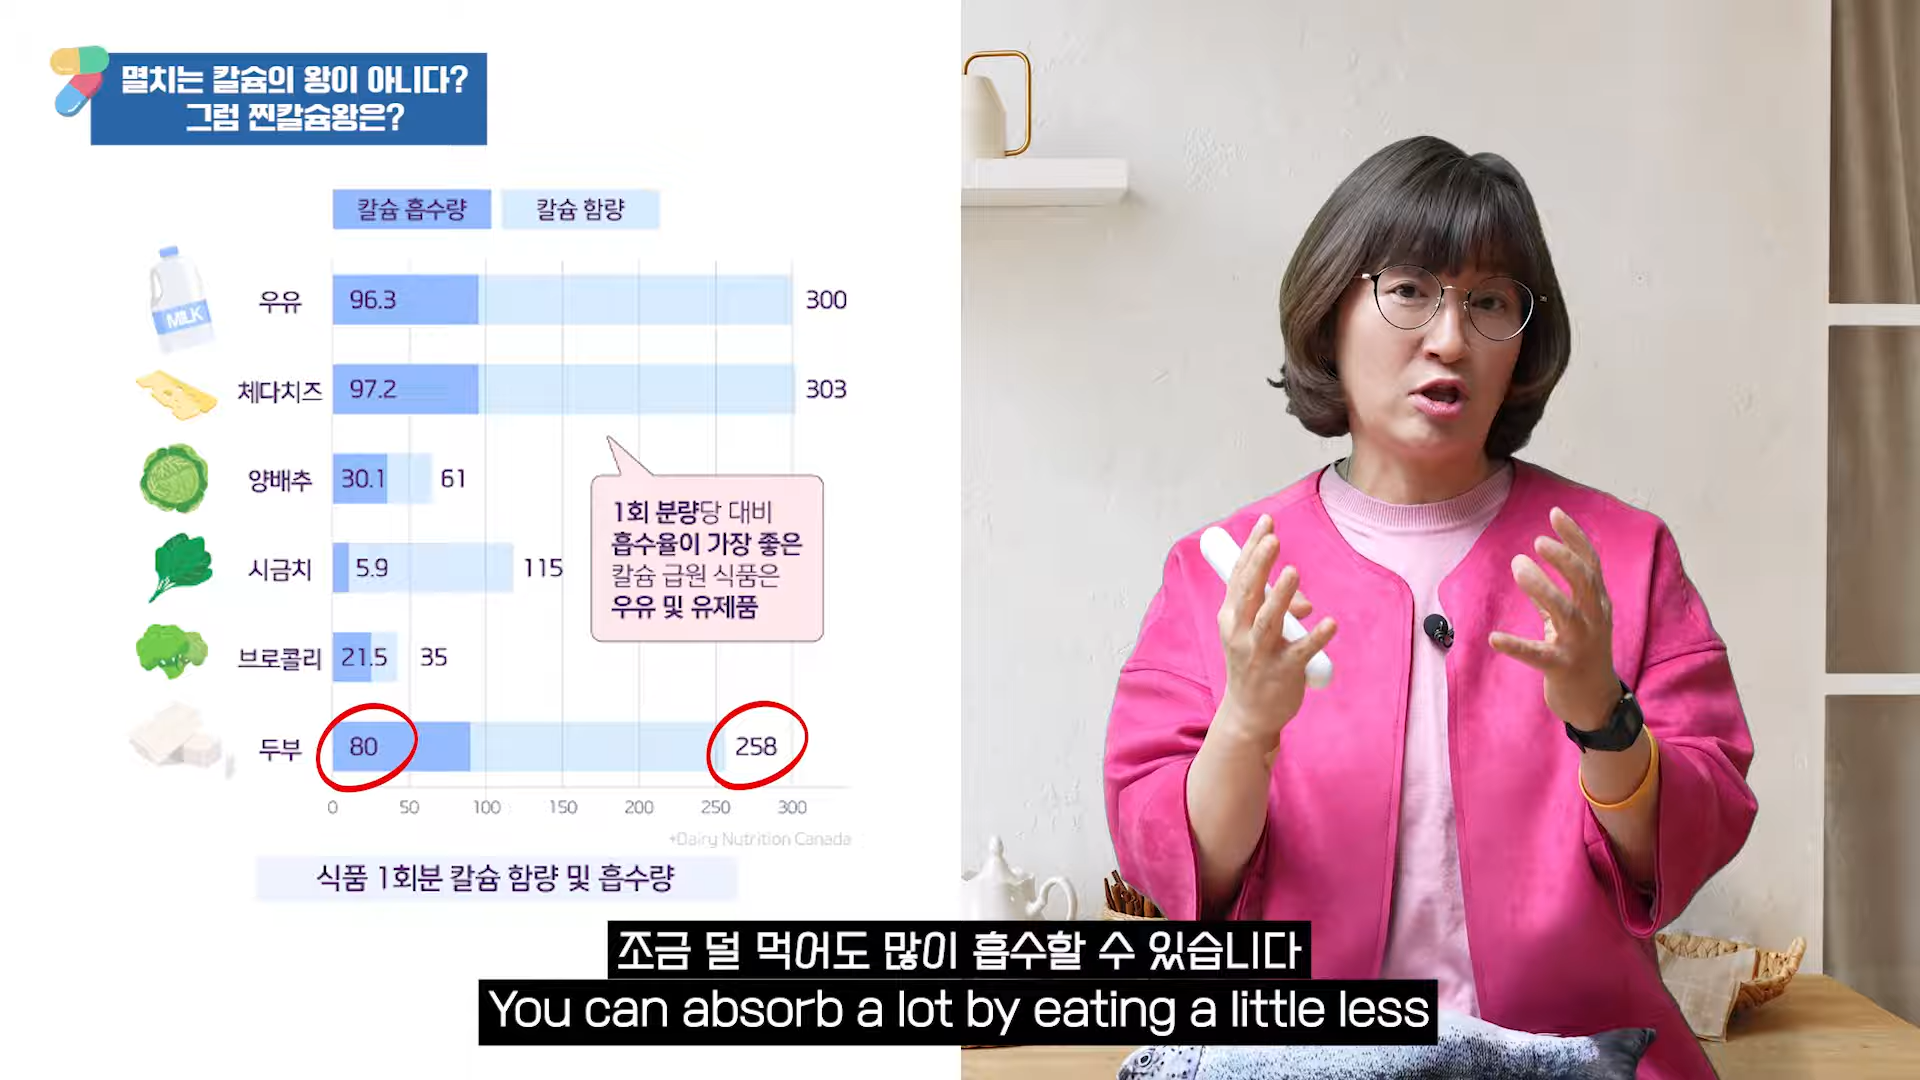 멸치는 칼슘의 왕이 아니다?
그럼 찐칼슘왕은?
칼슘 흡수량
칼슘 함량
MILK
우유
96.3
300
체다치즈
97.2
303
양배추
30.1
61
시금치
5.9
115
브로콜리
21.5
35
두부
80
258
1회 분량당 대비
흡수율이 가장 좋은
칼슘 급원 식품은
우유 및 유제품
0 50 100 150 200 250 300
+Dairy Nutrition Canada
식품 1회분 칼슘 함량 및 흡수량
조금 덜 먹어도 많이 흡수할 수 있습니다
You can absorb a lot by eating a little less